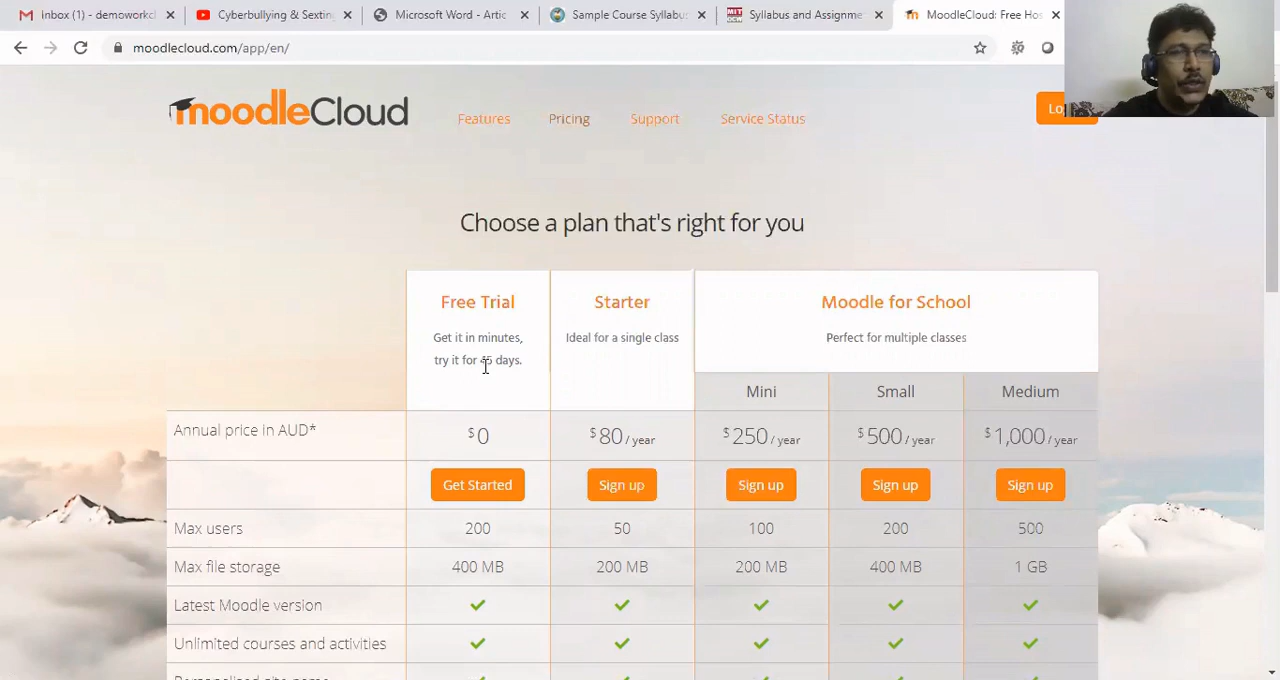 Inbox (1) - demoworkcl
Cyberbullying & Sexting
Microsoft Word - Artic
Sample Course Syllabus
MIT OCW
Syllabus and Assignme
MoodleCloud: Free Hos
moodlecloud.com/app/en/
moodleCloud
Features
Pricing
Support
Service Status
Choose a plan that's right for you
Free Trial
Starter
Moodle for School
Get it in minutes,
try it for days.
Ideal for a single class
Perfect for multiple classes
Mini
Small
Medium
Annual price in AUD*
$0
$80 / year
$250 / year
$500 / year
$1,000 / year
Get Started
Sign up
Sign up
Sign up
Sign up
Max users
200
50
100
200
500
Max file storage
400 MB
200 MB
200 MB
400 MB
1 GB
Latest Moodle version
Unlimited courses and activities